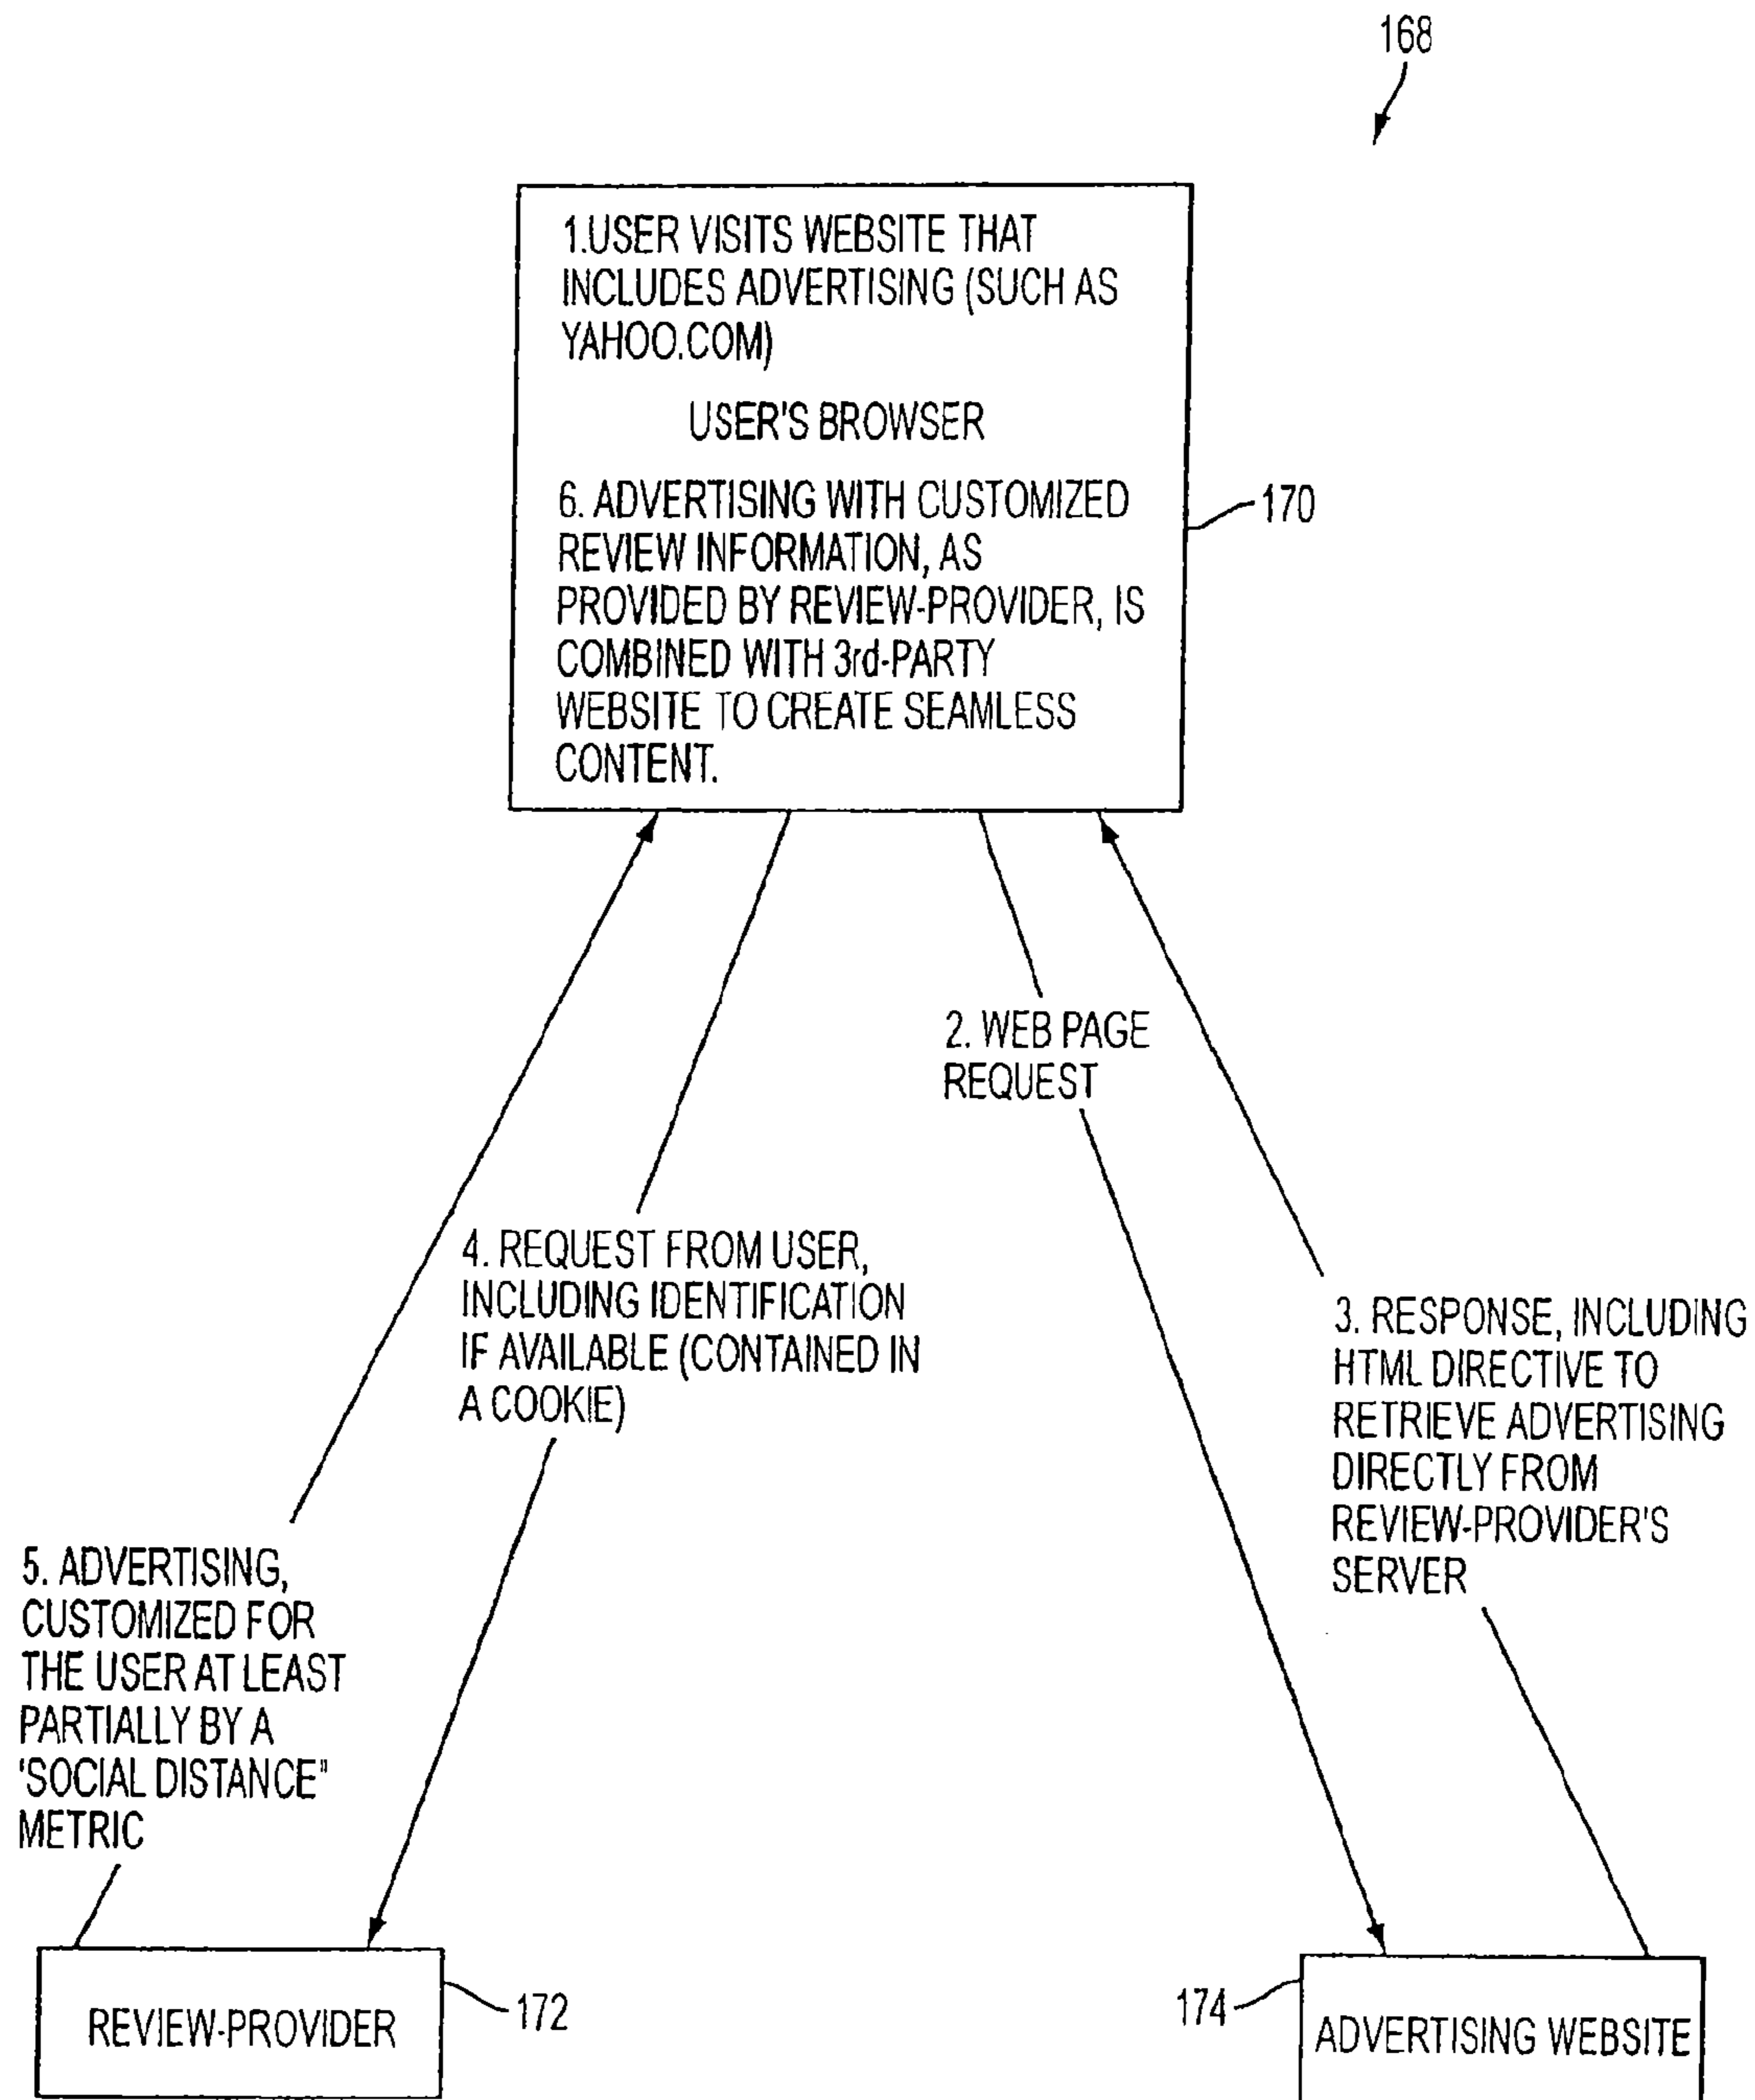 168
1.USER VISITS WEBSITE THAT
INCLUDES ADVERTISING (SUCH AS
YAHOO.COM)
USER'S BROWSER
6. ADVERTISING WITH CUSTOMIZED
REVIEW INFORMATION, AS
PROVIDED BY REVIEW-PROVIDER, IS
COMBINED WITH 3rd-PARTY
WEBSITE TO CREATE SEAMLESS
CONTENT.
170
2. WEB PAGE
REQUEST
4. REQUEST FROM USER,
INCLUDING IDENTIFICATION
IF AVAILABLE (CONTAINED IN
A COOKIE)
3. RESPONSE, INCLUDING
HTML DIRECTIVE TO
RETRIEVE ADVERTISING
DIRECTLY FROM
REVIEW-PROVIDER'S
SERVER
5. ADVERTISING,
CUSTOMIZED FOR
THE USER AT LEAST
PARTIALLY BY A
'SOCIAL DISTANCE"
METRIC
REVIEW-PROVIDER
172
174
ADVERTISING WEBSITE